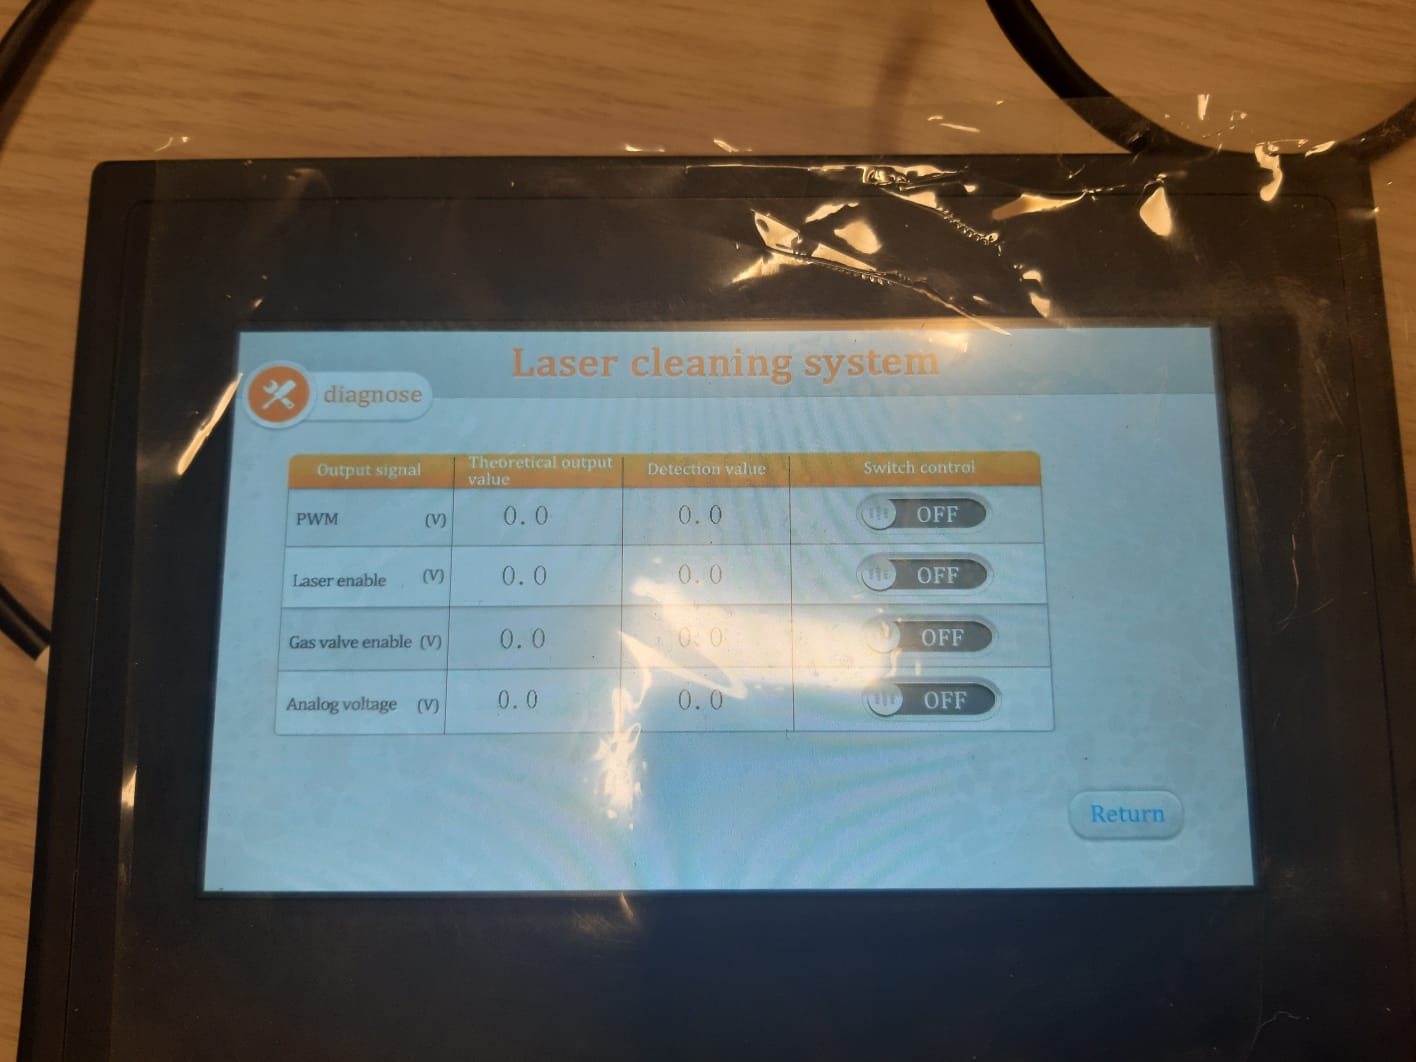 Laser cleaning system
diagnose
Output signal Theoretical output value Detection value Switch control
PWM (V) 0.0 0.0 OFF
Laser enable (V) 0.0 0.0 OFF
Gas valve enable (V) 0.0 0.0 OFF
Analog voltage (V) 0.0 0.0 OFF
Return